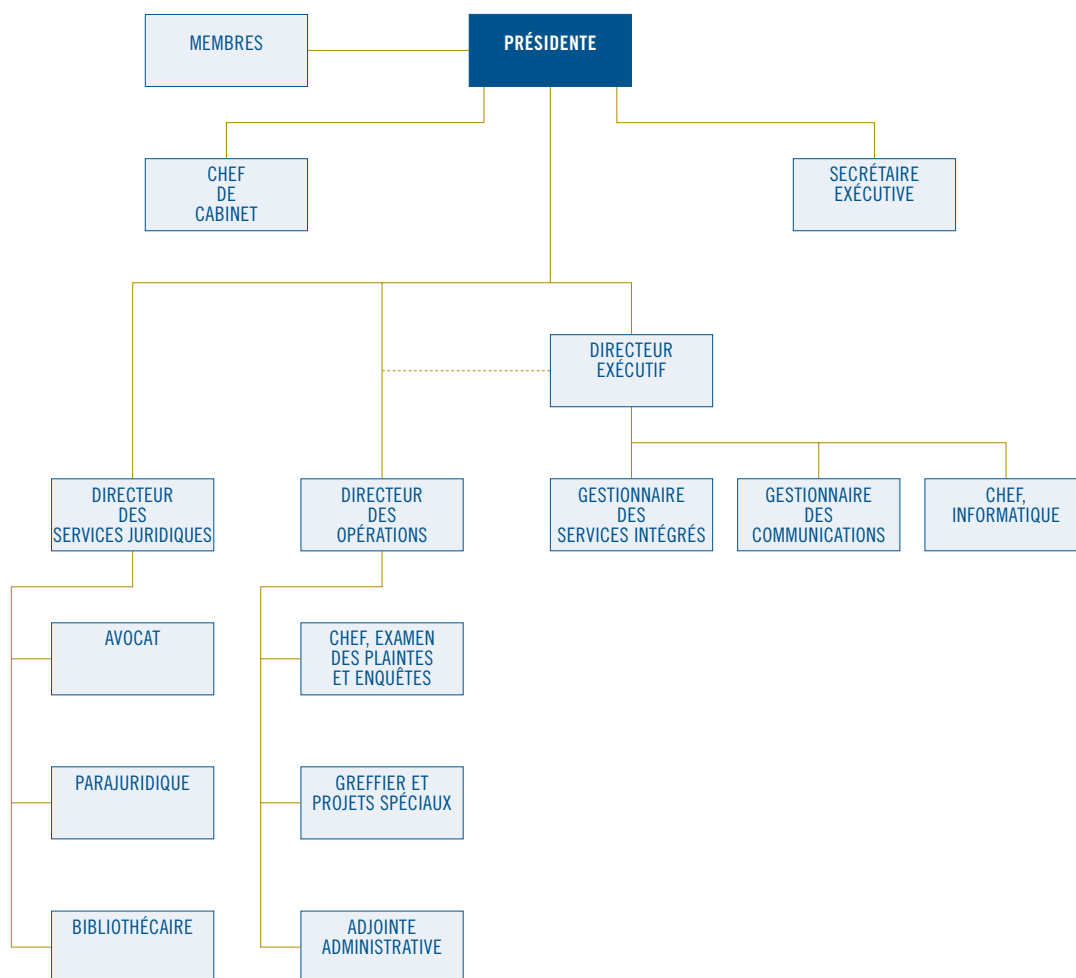 MEMBRES
PRÉSIDENTE
CHEF
DE
CABINET
SECRÉTAIRE
EXÉCUTIVE
DIRECTEUR
EXÉCUTIF
DIRECTEUR
DES
SERVICES JURIDIQUES
DIRECTEUR
DES
OPÉRATIONS
GESTIONNAIRE
DES
SERVICES INTÉGRÉS
GESTIONNAIRE
DES
COMMUNICATIONS
CHEF,
INFORMATIQUE
AVOCAT
CHEF, EXAMEN
DES PLAINTES
ET ENQUÊTES
PARAJURIDIQUE
GREFFIER ET
PROJETS SPÉCIAUX
BIBLIOTHÉCAIRE
ADJOINTE
ADMINISTRATIVE